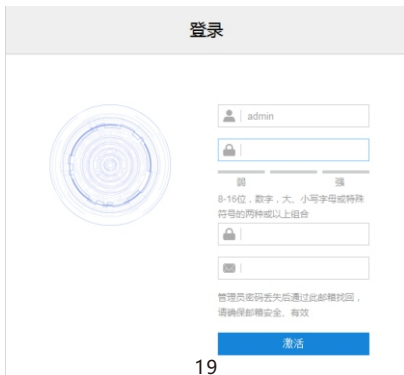 登录
admin
弱 强
8-16位，数字，大、小写字母或特殊
符号的两种或以上组合
管理员密码丢失后通过此邮箱找回，
请确保邮箱安全、有效
激活
19